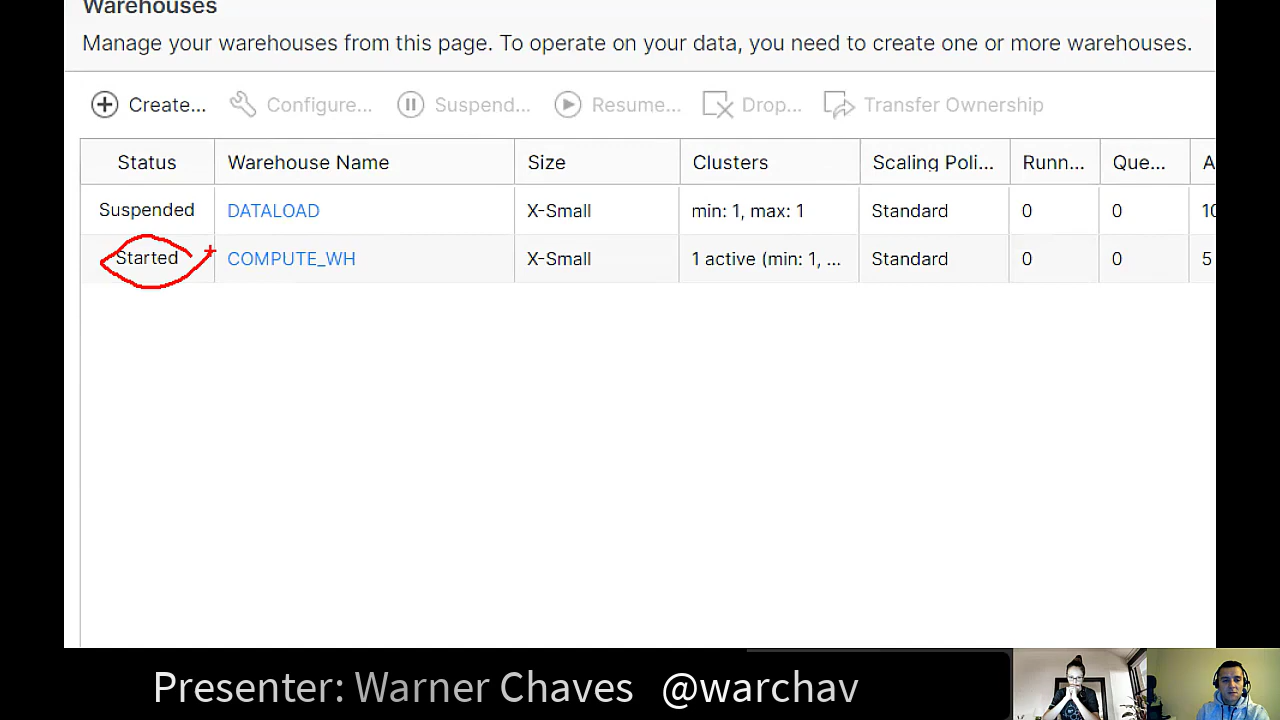 Warehouses
Manage your warehouses from this page. To operate on your data, you need to create one or more warehouses.
Create... Configure... Suspend... Resume... Drop... Transfer Ownership
Status Warehouse Name Size Clusters Scaling Poli... Runn... Que... A
Suspended DATALOAD X-Small min: 1, max: 1 Standard 0 0 10
Started COMPUTE_WH X-Small 1 active (min: 1, ... Standard 0 0 5
Presenter: Warner Chaves @warchav